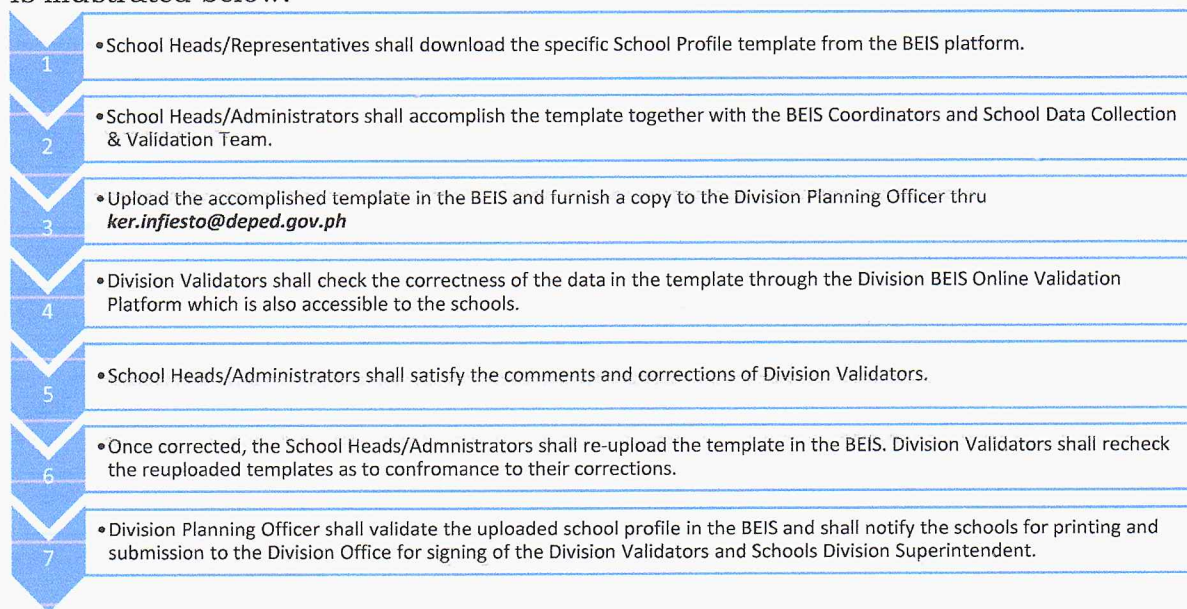 is illustrated below:
1
•School Heads/Representatives shall download the specific School Profile template from the BEIS platform.
2
•School Heads/Administrators shall accomplish the template together with the BEIS Coordinators and School Data Collection
& Validation Team.
3
•Upload the accomplished template in the BEIS and furnish a copy to the Division Planning Officer thru
ker.infiesto@deped.gov.ph
4
•Division Validators shall check the correctness of the data in the template through the Division BEIS Online Validation
Platform which is also accessible to the schools.
5
•School Heads/Administrators shall satisfy the comments and corrections of Division Validators.
6
•Once corrected, the School Heads/Admnistrators shall re-upload the template in the BEIS. Division Validators shall recheck
the reuploaded templates as to confromance to their corrections.
7
•Division Planning Officer shall validate the uploaded school profile in the BEIS and shall notify the schools for printing and
submission to the Division Office for signing of the Division Validators and Schools Division Superintendent.